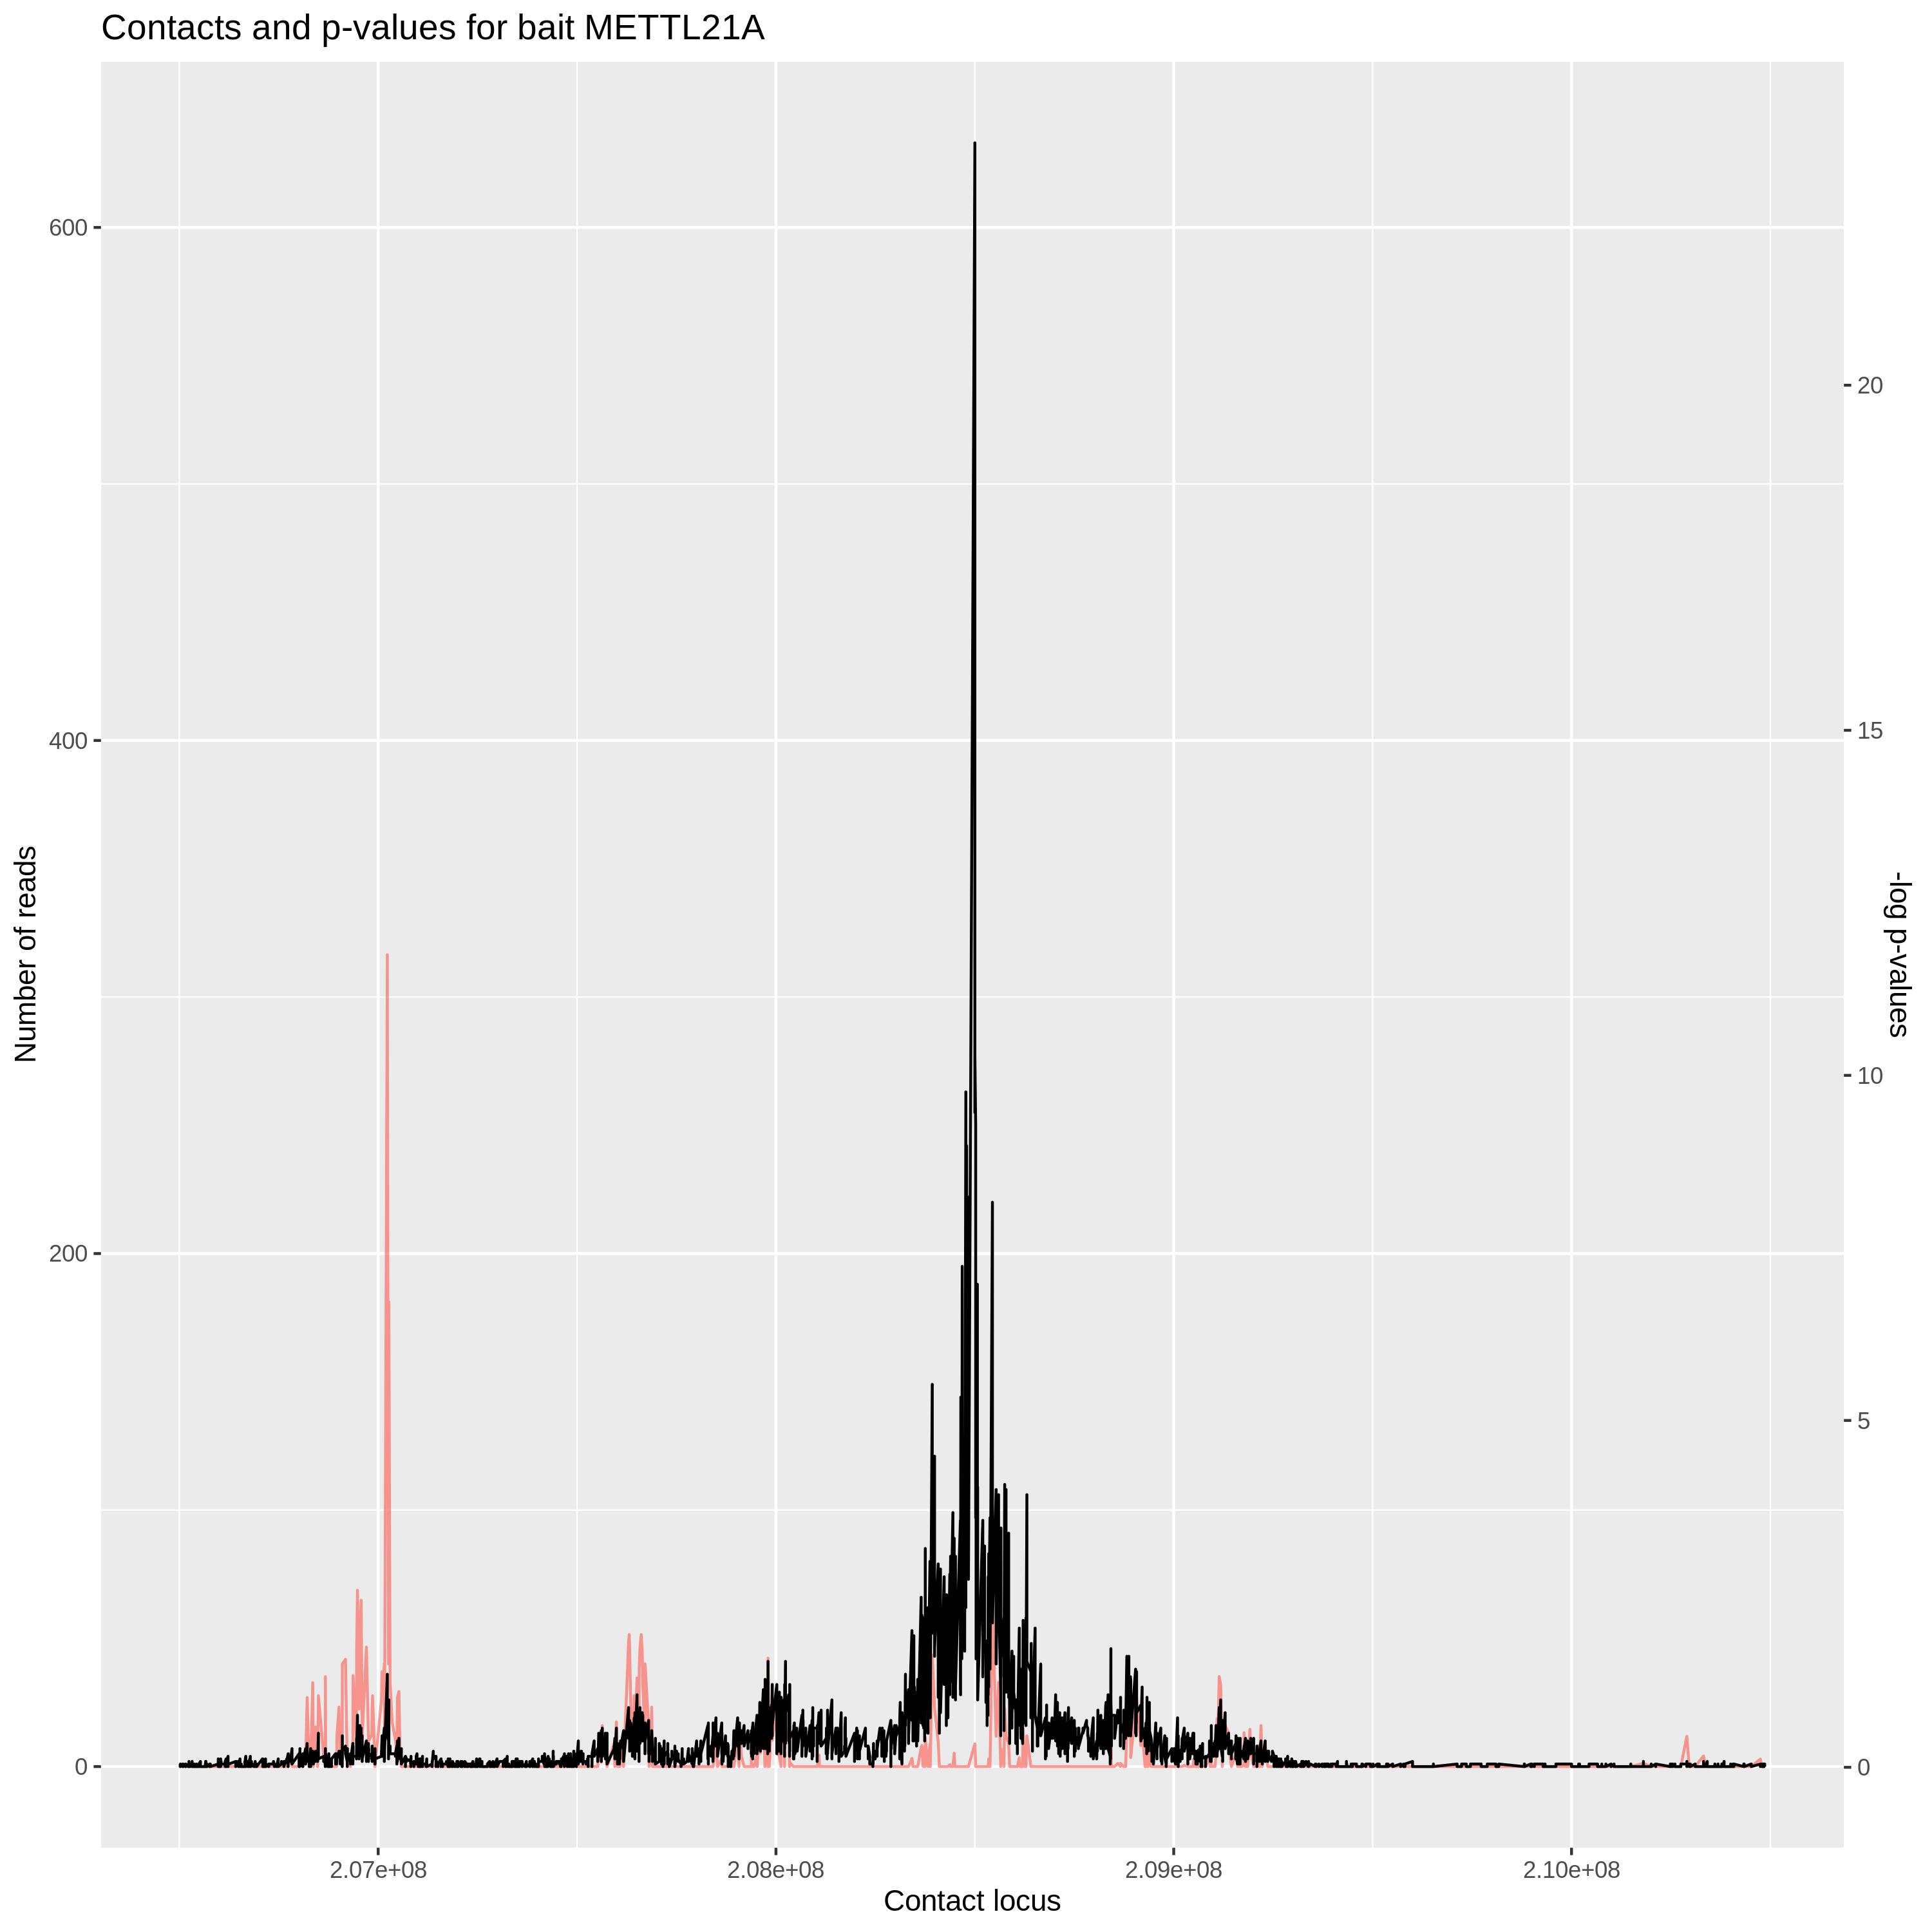 Contacts and p-values for bait METTL21A
600
400
200
0
20
15
10
5
0
Number of reads
-log p-values
2.07e+08
2.08e+08
2.09e+08
2.10e+08
Contact locus